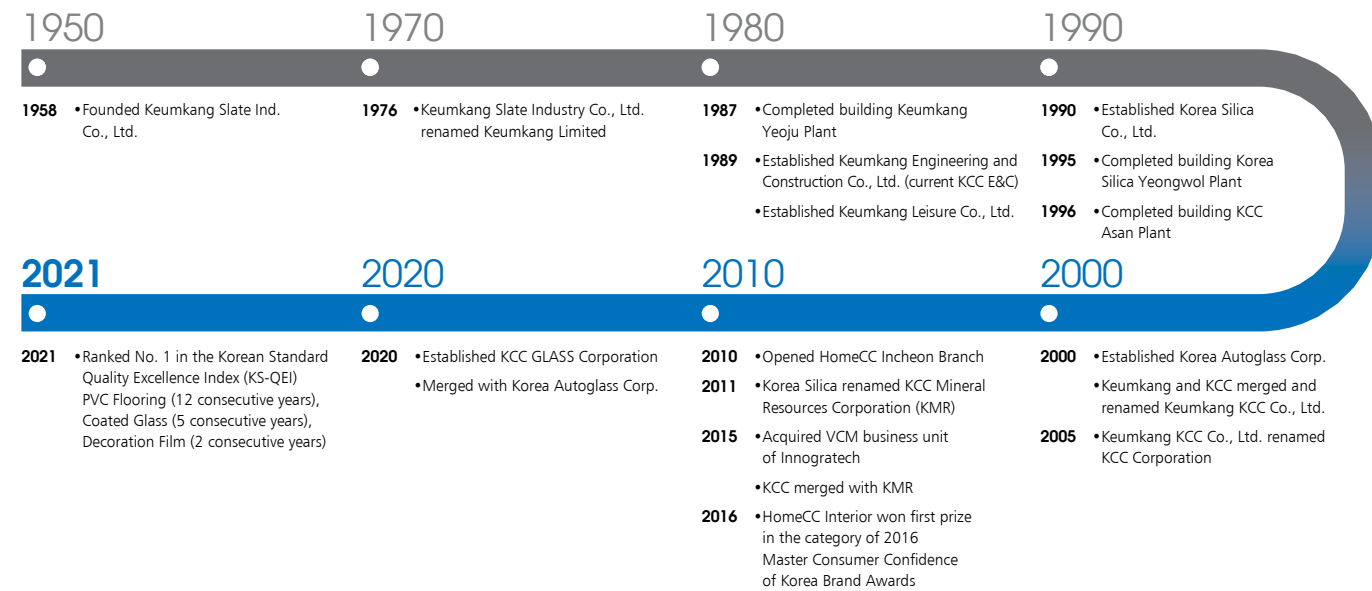 1950
1958 •Founded Keumkang Slate Ind.
Co., Ltd.
1970
1976 •Keumkang Slate Industry Co., Ltd.
renamed Keumkang Limited
1980
1987 •Completed building Keumkang
Yeoju Plant
1989 •Established Keumkang Engineering and
Construction Co., Ltd. (current KCC E&C)
•Established Keumkang Leisure Co., Ltd.
1990
1990 •Established Korea Silica
Co., Ltd.
1995 •Completed building Korea
Silica Yeongwol Plant
1996 •Completed building KCC
Asan Plant
2000
2000 •Established Korea Autoglass Corp.
•Keumkang and KCC merged and
renamed Keumkang KCC Co., Ltd.
2005 •Keumkang KCC Co., Ltd. renamed
KCC Corporation
2010
2010 •Opened HomeCC Incheon Branch
2011 •Korea Silica renamed KCC Mineral
Resources Corporation (KMR)
2015 •Acquired VCM business unit
of Innogratech
•KCC merged with KMR
2016 •HomeCC Interior won first prize
in the category of 2016
Master Consumer Confidence
of Korea Brand Awards
2020
2020 •Established KCC GLASS Corporation
•Merged with Korea Autoglass Corp.
2021
2021 •Ranked No. 1 in the Korean Standard
Quality Excellence Index (KS-QEI)
PVC Flooring (12 consecutive years),
Coated Glass (5 consecutive years),
Decoration Film (2 consecutive years)